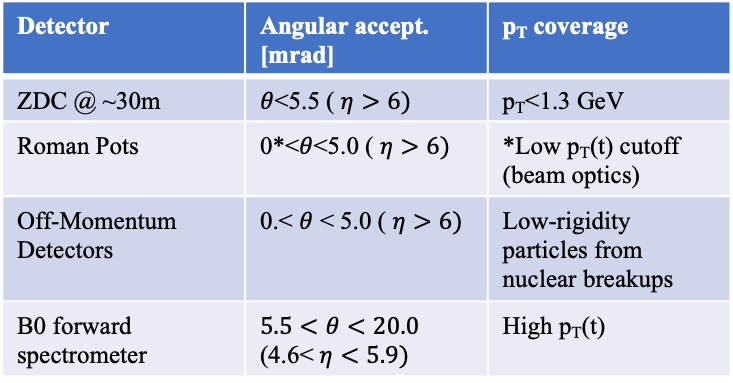 Detector
Angular accept.
[mrad]
pT coverage
ZDC @ ~30m
θ<5.5 ( η > 6)
pT<1.3 GeV
Roman Pots
0*<θ<5.0 ( η > 6)
*Low pT(t) cutoff
(beam optics)
Off-Momentum
Detectors
0.< θ < 5.0 ( η > 6)
Low-rigidity
particles from
nuclear breakups
B0 forward
spectrometer
5.5 < θ < 20.0
(4.6< η < 5.9)
High pT(t)